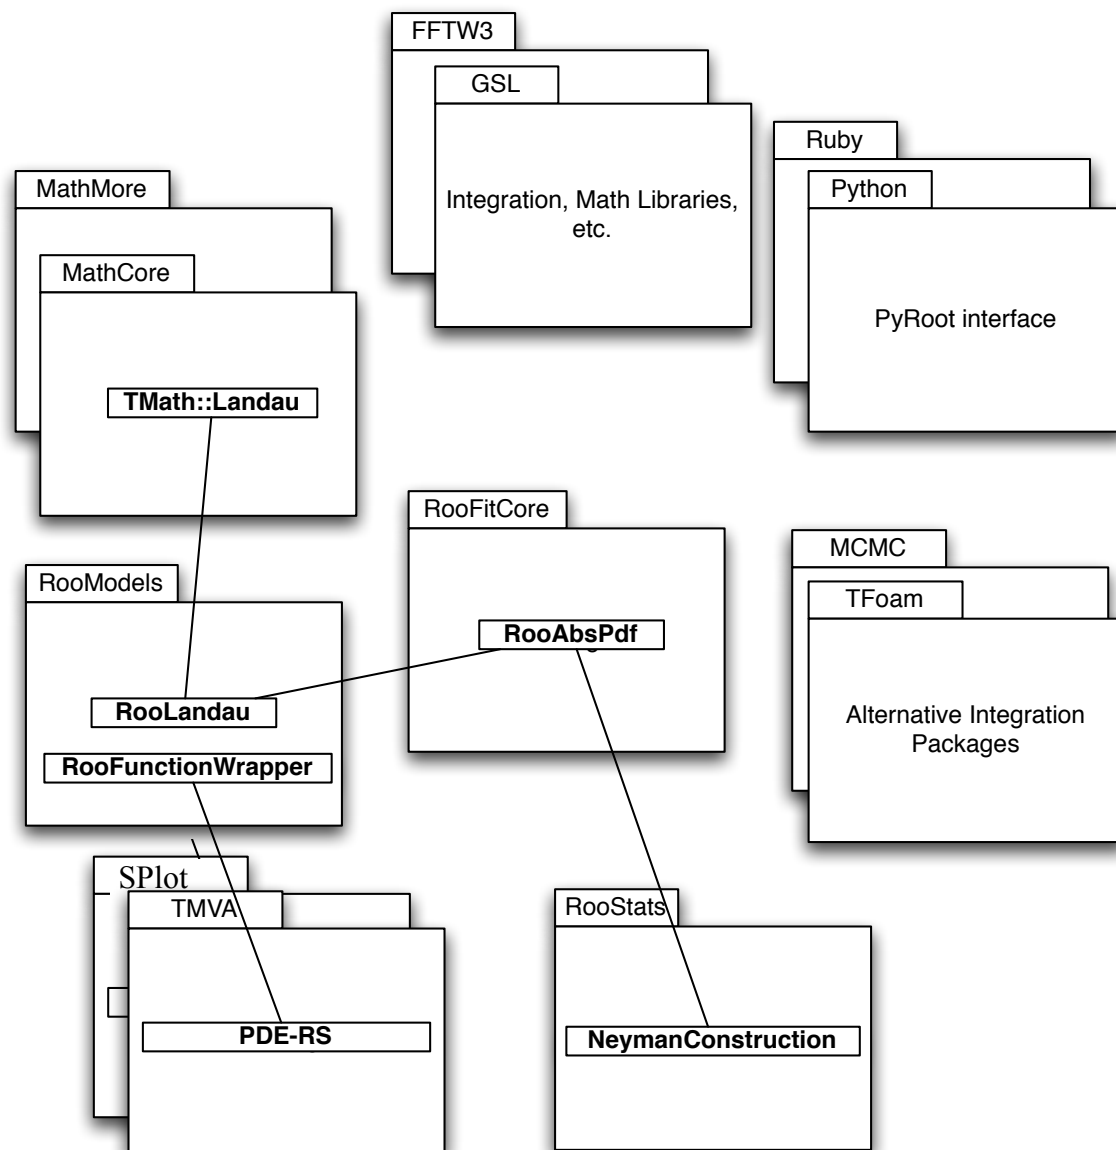 FFTW3
GSL
Integration, Math Libraries,
etc.
Ruby
Python
PyRoot interface
MathMore
MathCore
TMath::Landau
RooFitCore
RooAbsPdf
MCMC
TFoam
Alternative Integration
Packages
RooModels
RooLandau
RooFunctionWrapper
SPlot
TMVA
PDE-RS
RooStats
NeymanConstruction